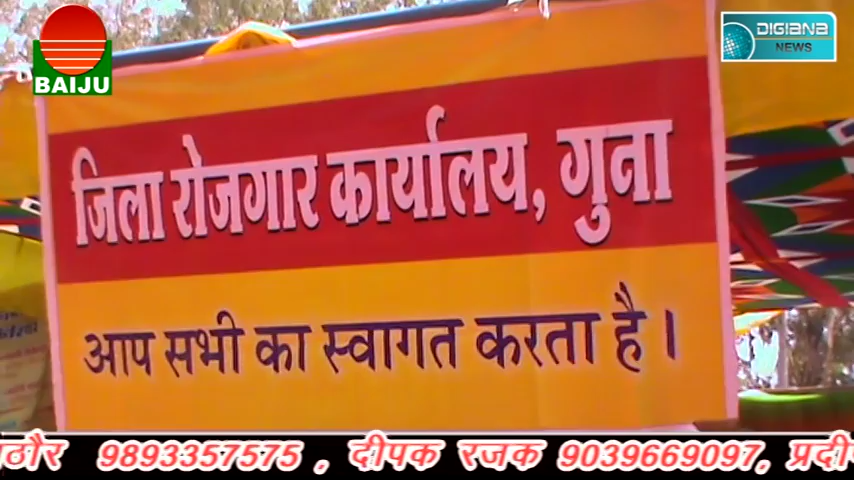 BAIJU
DIGIANA
NEWS
जिला रोजगार कार्यालय, गुना
आप सभी का स्वागत करता है।
ठौर 9893357575 , दीपक रजक 9039669097, प्रदी